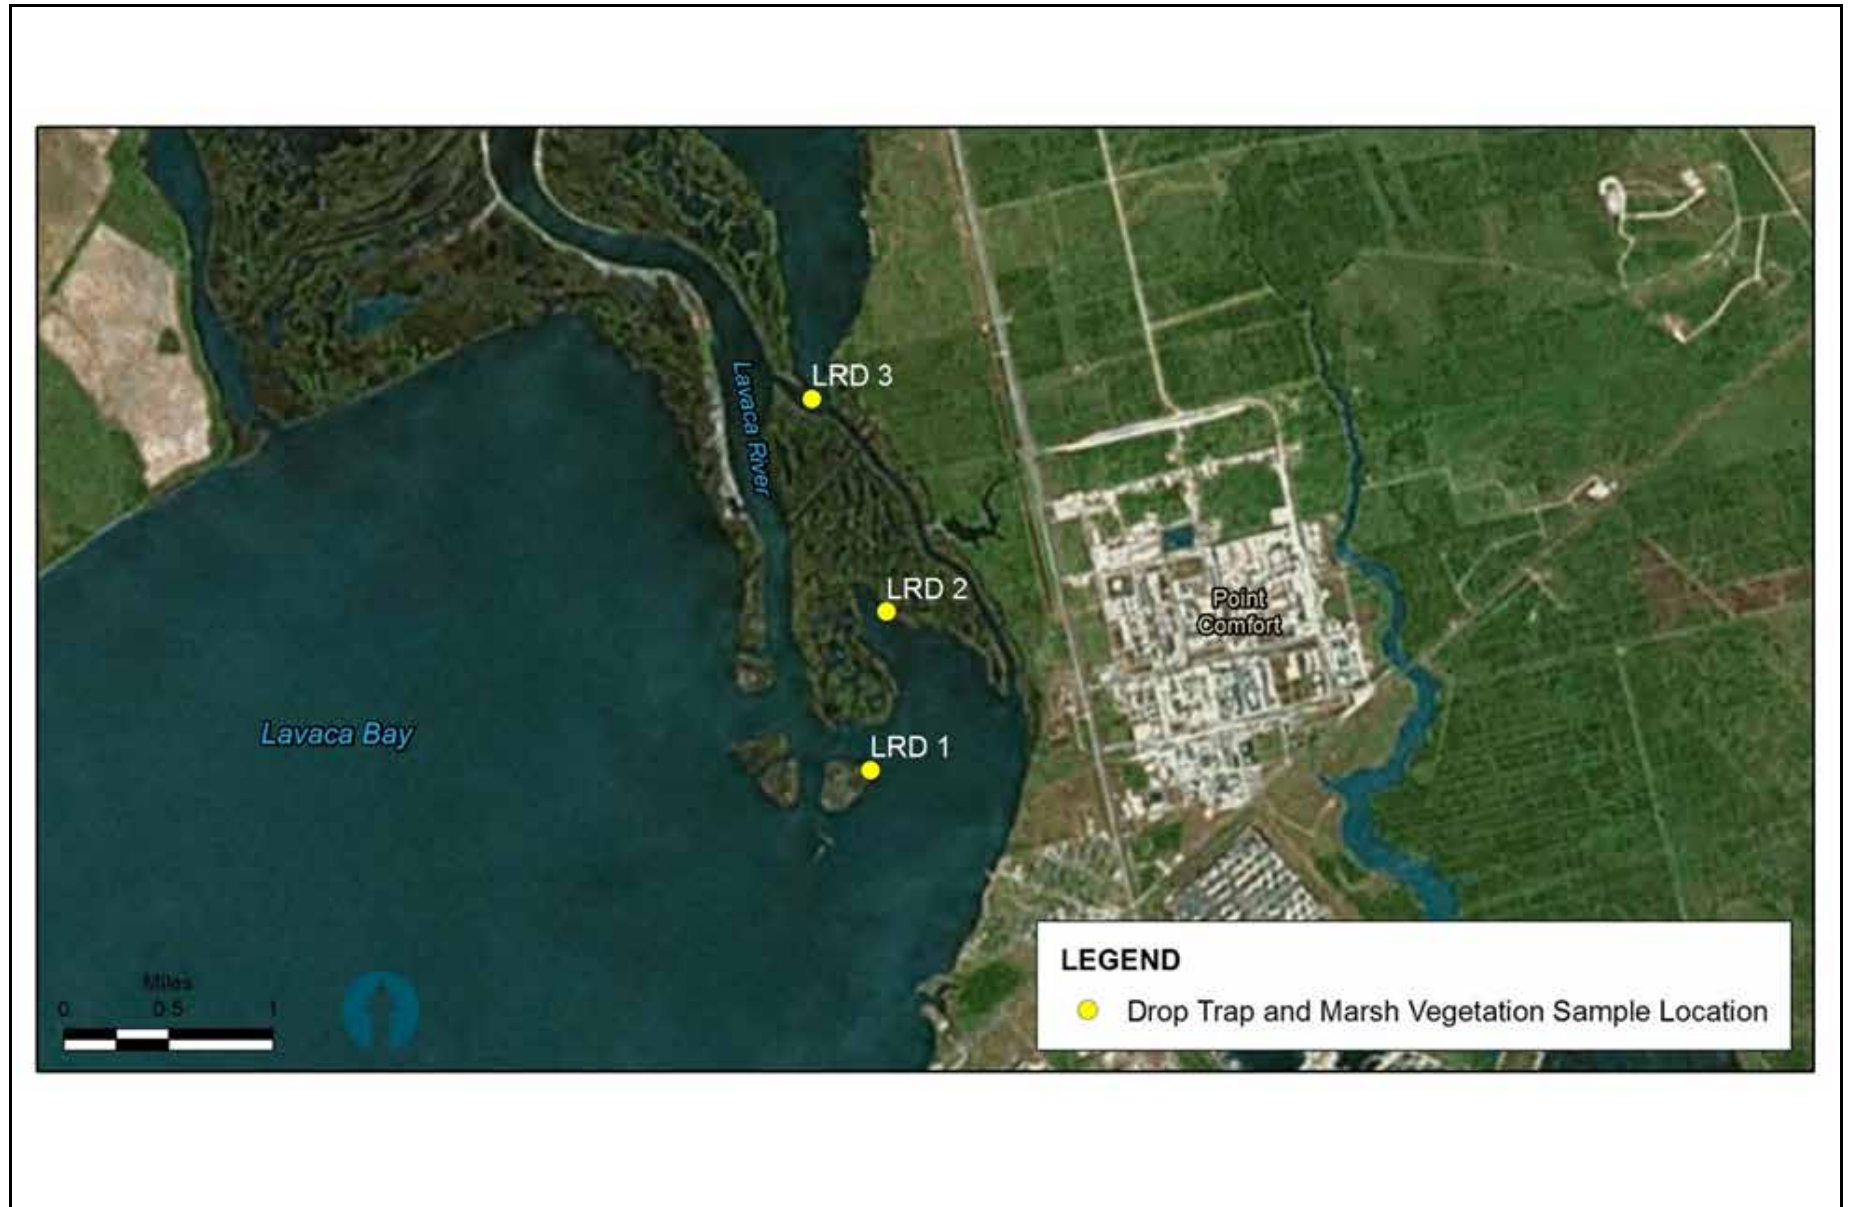 LRD 3
Lavaca River
LRD 2
Point
Comfort
Lavaca Bay
LRD 1
LEGEND
Drop Trap and Marsh Vegetation Sample Location
Miles
0 0.5 1